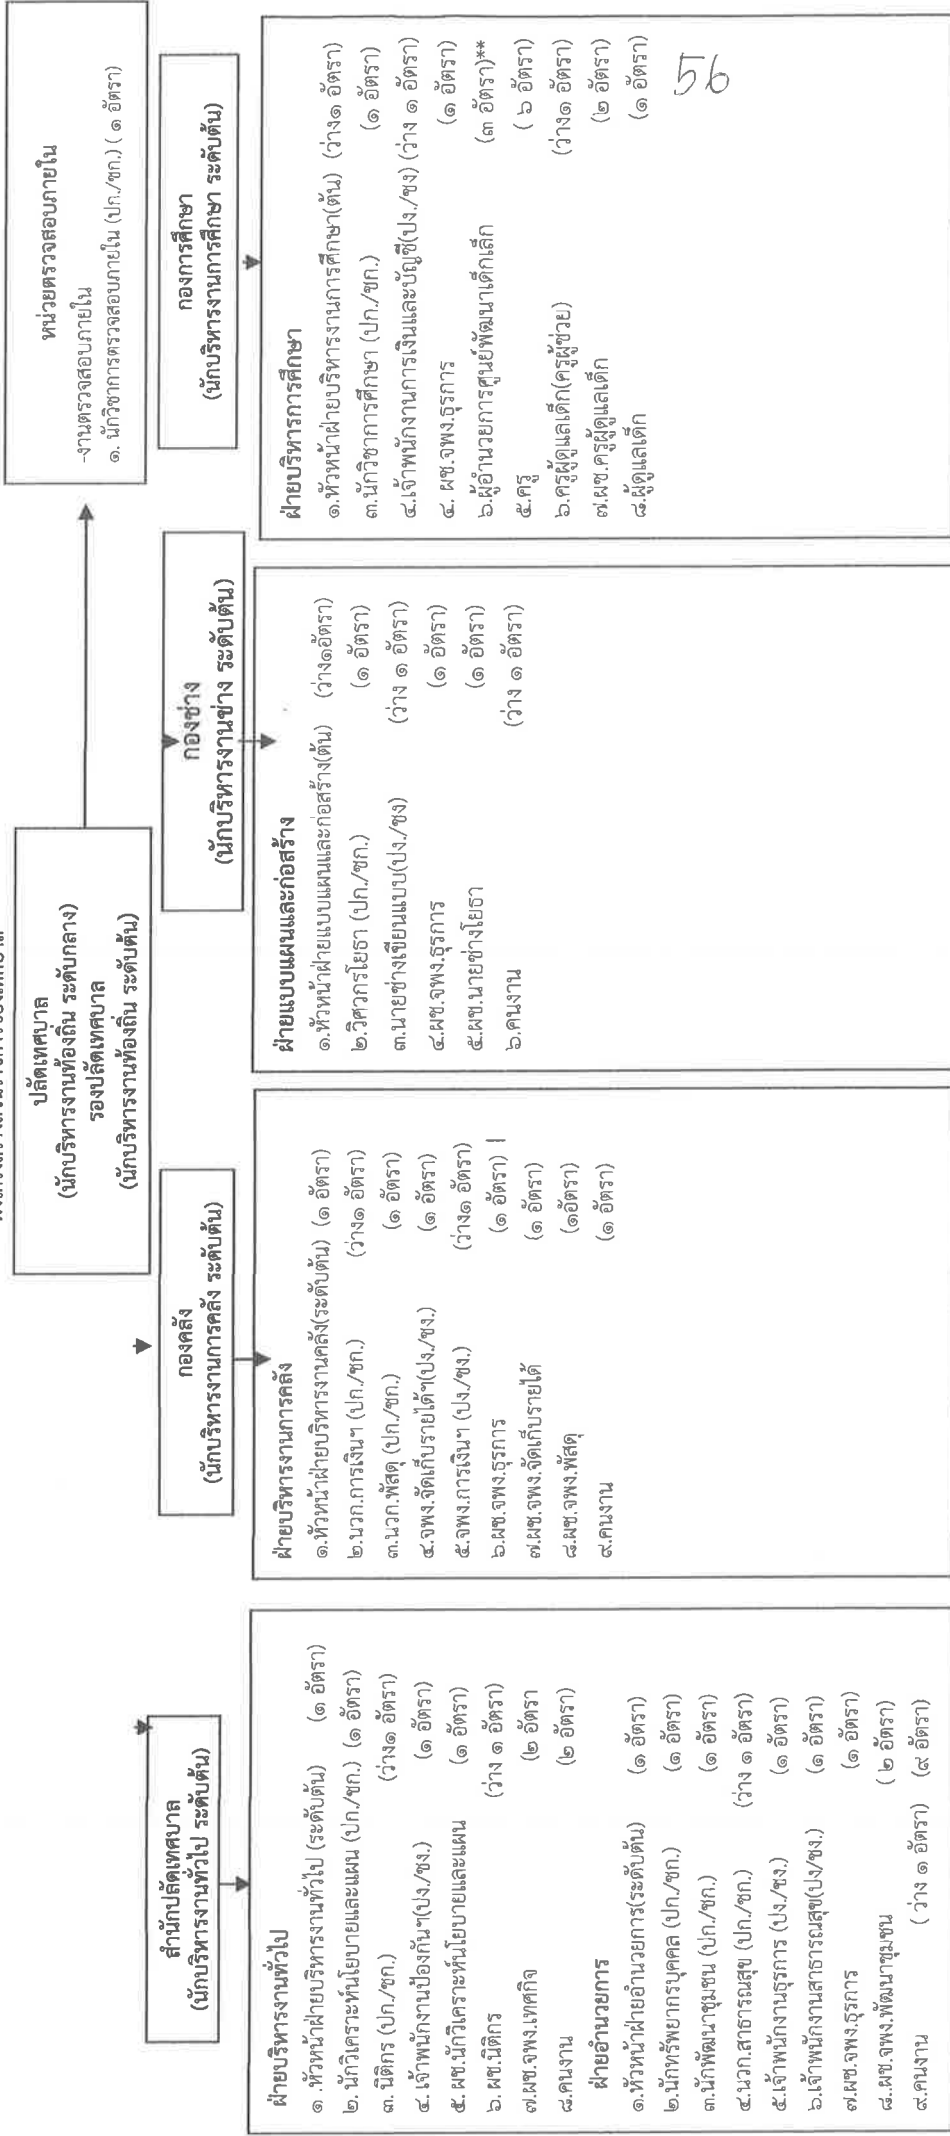 ปลัดเทศบาล
(นักบริหารงานท้องถิ่น ระดับกลาง)
รองปลัดเทศบาล
(นักบริหารงานท้องถิ่น ระดับต้น)
หน่วยตรวจสอบภายใน
-งานตรวจสอบภายใน
๑. นักวิชาการตรวจสอบภายใน (ปก./ชก.) ( ๑ อัตรา)
สำนักปลัดเทศบาล
(นักบริหารงานทั่วไป ระดับต้น)
ฝ่ายบริหารงานทั่วไป
๑ .หัวหน้าฝ่ายบริหารงานทั่วไป (ระดับต้น) (๑ อัตรา)
๒. นักวิเคราะห์นโยบายและแผน (ปก./ชก.) (๑ อัตรา)
๓. นิติกร (ปก./ชก.) (ว่าง๑ อัตรา)
๔. เจ้าพนักงานป้องกันฯ(ปง./ชง.) (๑ อัตรา)
๕. ผช.นักวิเคราะห์นโยบายและแผน (๑ อัตรา)
๖. ผช.นิติกร (ว่าง ๑ อัตรา)
๗.ผช.จพง.เทศกิจ (๒ อัตรา
๘.คนงาน (๒ อัตรา)
ฝ่ายอำนวยการ
๑.หัวหน้าฝ่ายอำนวยการ(ระดับต้น) (๑ อัตรา)
๒.นักทรัพยากรบุคคล (ปก./ชก.) (๑ อัตรา)
๓.นักพัฒนาชุมชน (ปก./ชก.) (๑ อัตรา)
๔.นวก.สาธารณสุข (ปก./ชก.) (ว่าง ๑ อัตรา)
๕.เจ้าพนักงานธุรการ (ปง./ชง.) (๑ อัตรา)
๖.เจ้าพนักงานสาธารณสุข(ปง/ชง.) (๑ อัตรา)
๗.ผช.จพง.ธุรการ (๑ อัตรา)
๘..ผช.จพง.พัฒนาชุมชน ( ๒ อัตรา)
๙.คนงาน ( ว่าง ๑ อัตรา) (๙ อัตรา)
กองคลัง
(นักบริหารงานการคลัง ระดับต้น)
ฝ่ายบริหารงานการคลัง
๑.หัวหน้าฝ่ายบริหารงานคลัง(ระดับต้น) (๑ อัตรา)
๒.นวก.การเงินฯ (ปก./ชก.) (ว่าง๑ อัตรา)
๓.นวก.พัสดุ (ปก./ชก.) (๑ อัตรา)
๔.จพง.จัดเก็บรายได้ฯ(ปง./ชง.) (๑ อัตรา)
๕.จพง.การเงินฯ (ปง./ชง.) (ว่าง๑ อัตรา)
๖.ผช.จพง.ธุรการ (๑ อัตรา)
๗.ผช.จพง.จัดเก็บรายได้ (๑ อัตรา)
๘.ผช.จพง.พัสดุ (๑อัตรา)
๙.คนงาน (๑ อัตรา)
กองช่าง
(นักบริหารงานช่าง ระดับต้น)
ฝ่ายแบบแผนและก่อสร้าง
๑.หัวหน้าฝ่ายแบบแผนและก่อสร้าง(ต้น) (ว่าง๑อัตรา)
๒.วิศวกรโยธา (ปก./ชก.) (๑ อัตรา)
๓.นายช่างเขียนแบบ(ปง./ชง) (ว่าง ๑ อัตรา)
๔.ผช.จพง.ธุรการ (๑ อัตรา)
๕.ผช.นายช่างโยธา (๑ อัตรา)
๖.คนงาน (ว่าง ๑ อัตรา)
กองการศึกษา
(นักบริหารงานการศึกษา ระดับต้น)
ฝ่ายบริหารการศึกษา
๑.หัวหน้าฝ่ายบริหารงานการศึกษา(ต้น) (ว่าง๑ อัตรา)
๓.นักวิชาการศึกษา (ปก./ชก.) (๑ อัตรา)
๔.เจ้าพนักงานการเงินและบัญชี(ปง./ชง) (ว่าง ๑ อัตรา)
๔. ผช.จพง.ธุรการ (๑ อัตรา)
๖.ผู้อำนวยการศูนย์พัฒนาเด็กเล็ก (๓ อัตรา)**
๕.ครู ( ๖ อัตรา)
๖.ครูผู้ดูแลเด็ก(ครูผู้ช่วย) (ว่าง๑ อัตรา)
๗.ผช.ครูผู้ดูแลเด็ก (๒ อัตรา)
๘.ผู้ดูแลเด็ก (๑ อัตรา)
56